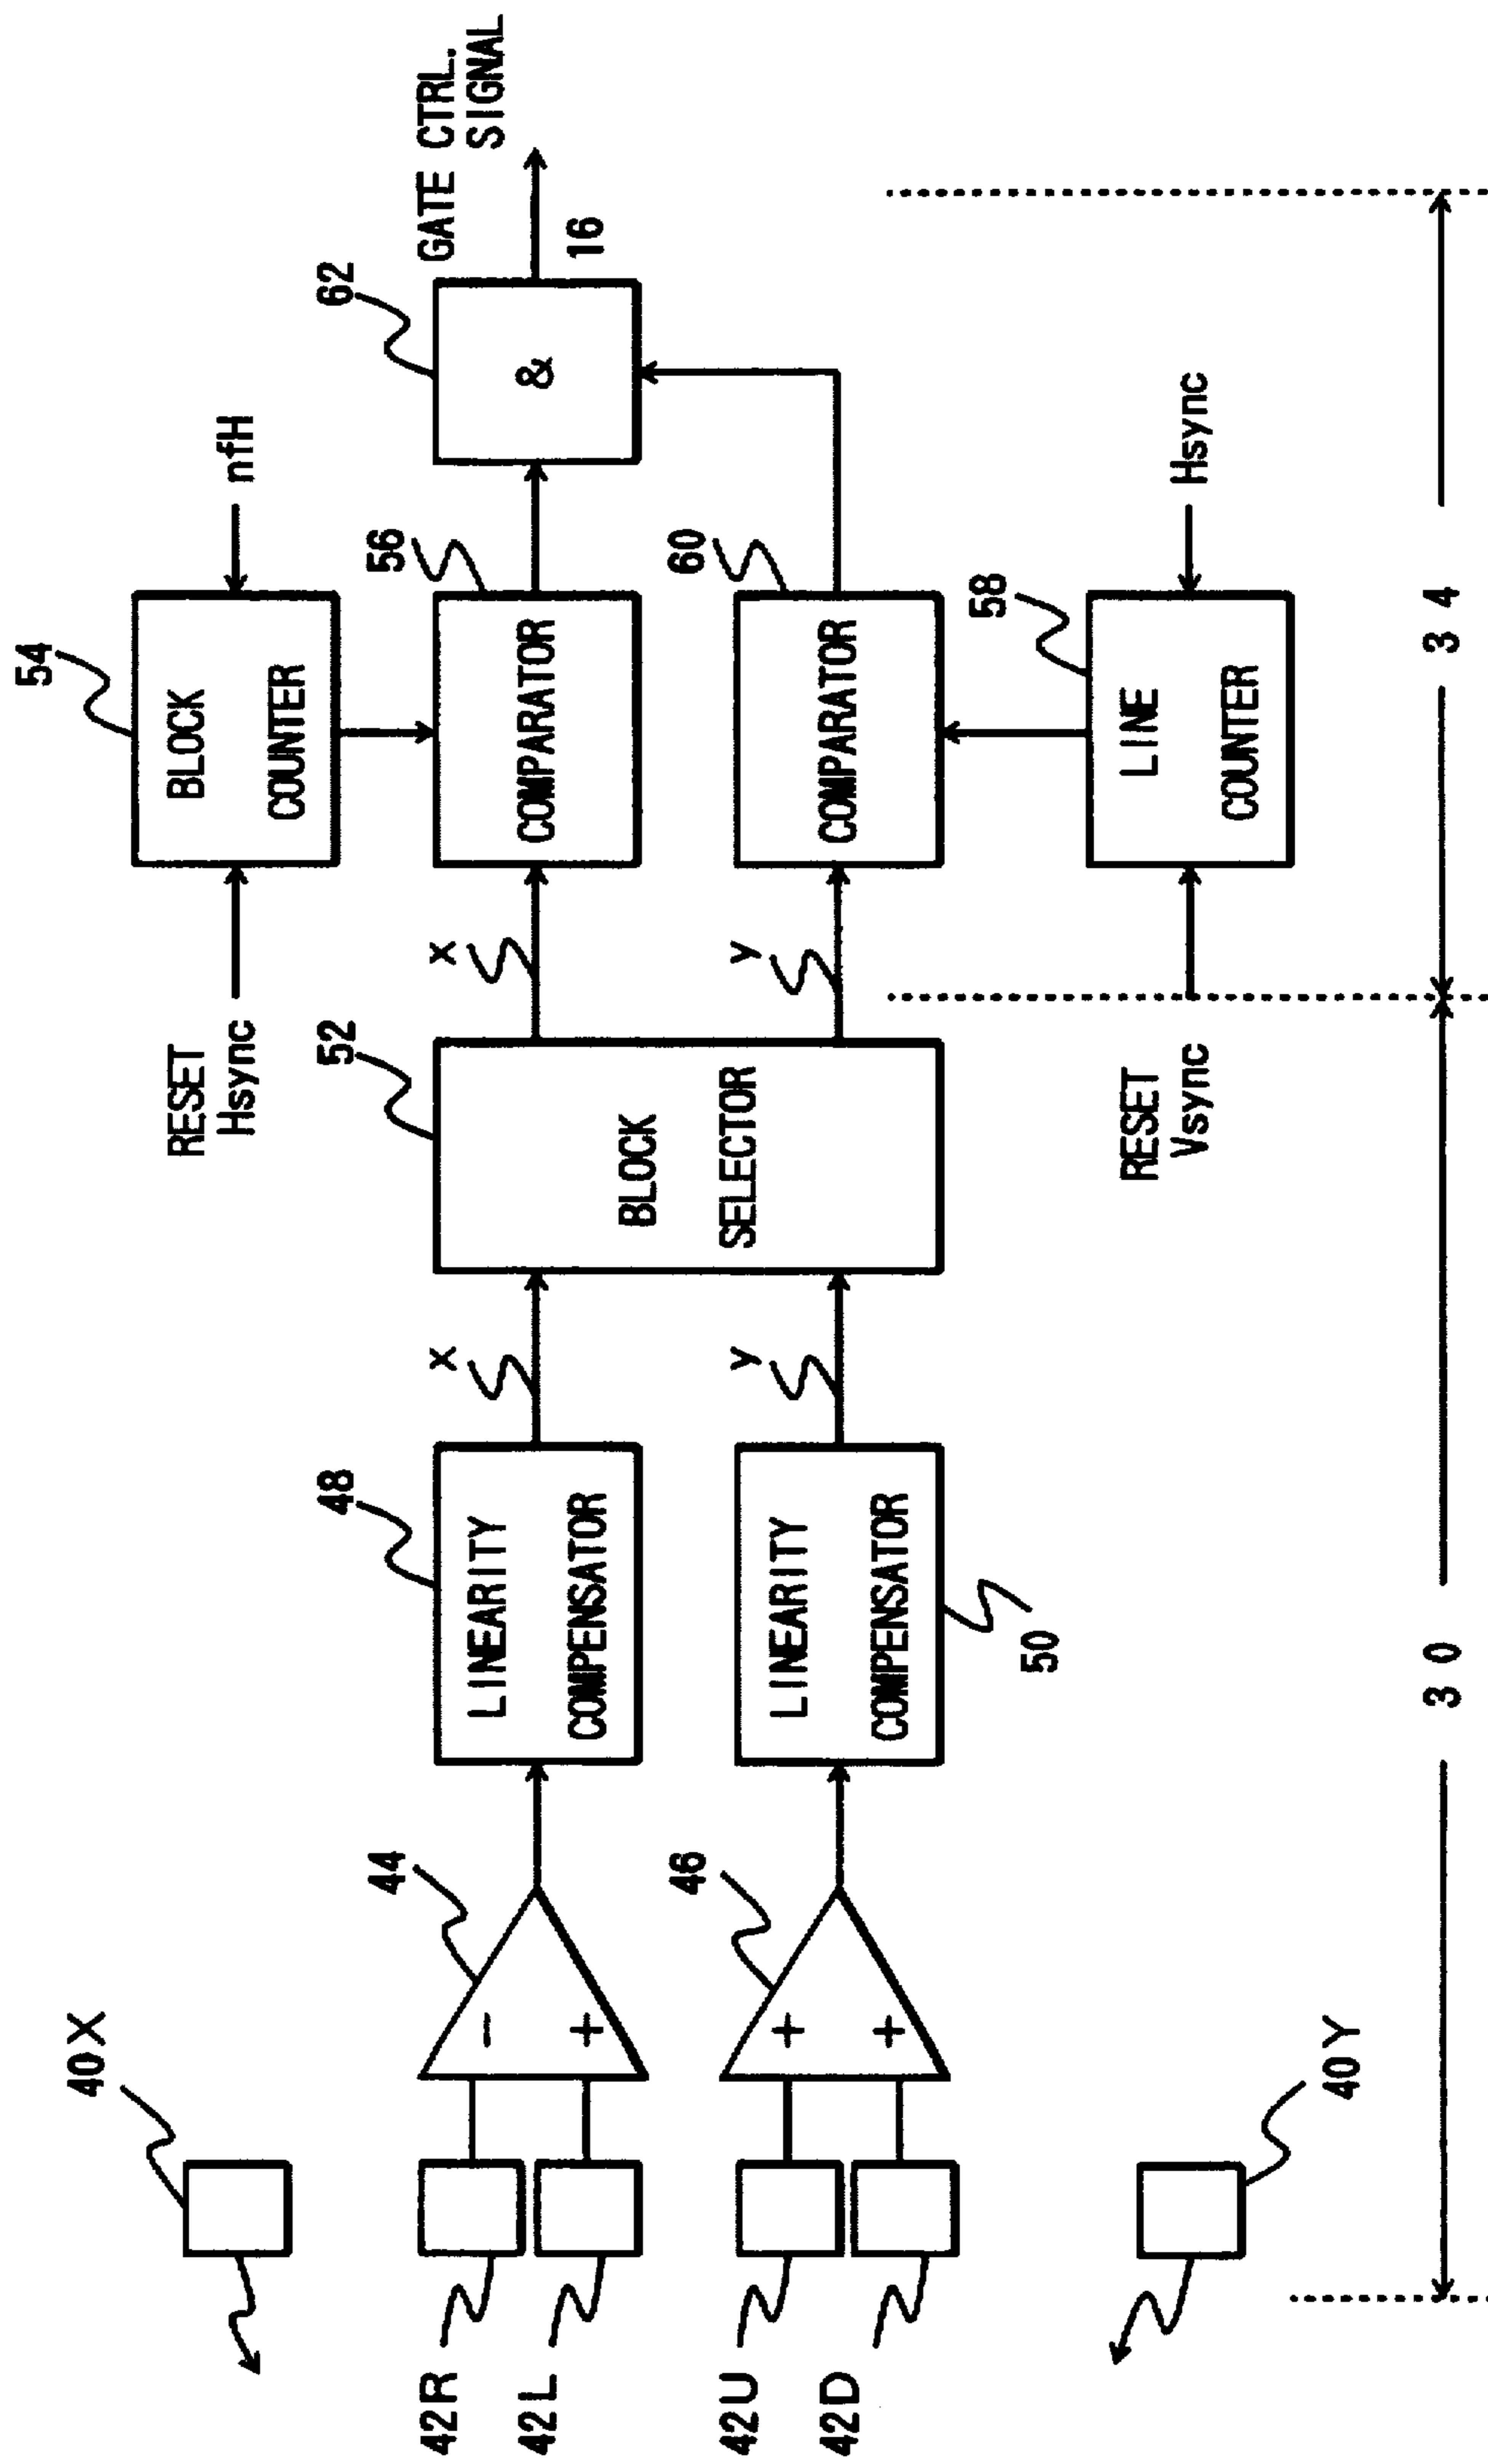 54
BLOCK
COUNTER
RESET
Hsync
nfH
40X
44
48
52
56
62
GATE CTRL.
SIGNAL
42R
42L
-
+
LINEARITY
COMPENSATOR
x
x
COMPARATOR
&
16
BLOCK
SELECTOR
46
60
42U
42D
+
+
LINEARITY
COMPENSATOR
y
y
COMPARATOR
50
58
40Y
RESET
Vsync
LINE
COUNTER
Hsync
30
34